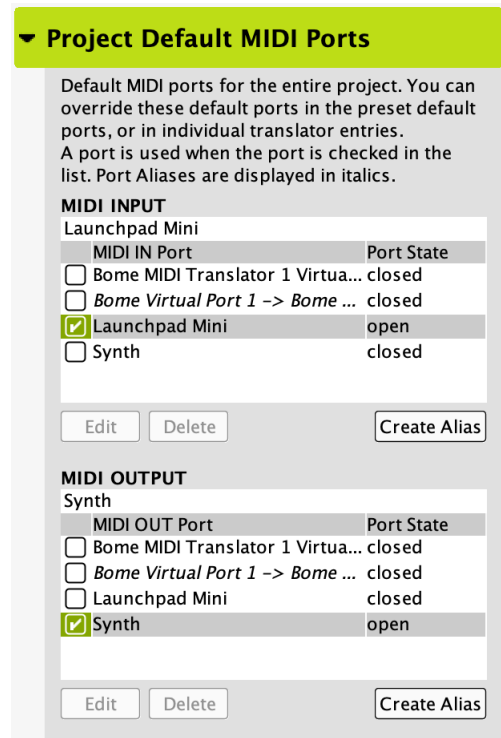 Project Default MIDI Ports
Default MIDI ports for the entire project. You can
override these default ports in the preset default
ports, or in individual translator entries.
A port is used when the port is checked in the
list. Port Aliases are displayed in italics.
MIDI INPUT
Launchpad Mini
MIDI IN Port Port State
Bome MIDI Translator 1 Virtua... closed
Bome Virtual Port 1 -> Bome ... closed
Launchpad Mini open
Synth closed
Edit Delete Create Alias
MIDI OUTPUT
Synth
MIDI OUT Port Port State
Bome MIDI Translator 1 Virtua... closed
Bome Virtual Port 1 -> Bome ... closed
Launchpad Mini closed
Synth open
Edit Delete Create Alias